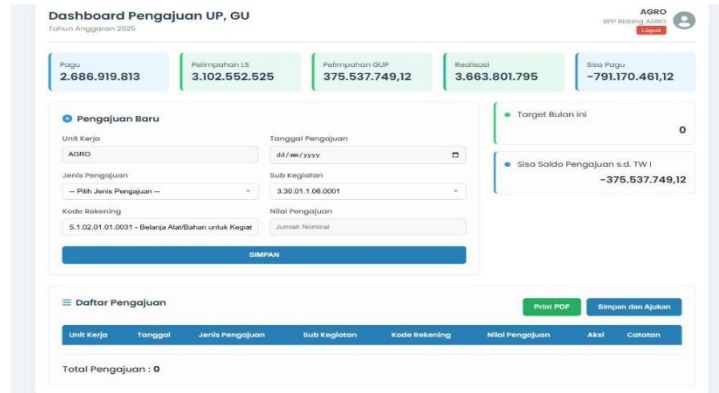 Dashboard Pengajuan UP, GU
Tahun Anggaran 2025
AGRO
BPP Bidang AGRO
Logout
Pagu
2.686.919.813
Pelimpahan LS
3.102.552.525
Pelimpahan GUP
375.537.749,12
Realisasi
3.663.801.795
Sisa Pagu
-791.170.461,12
Pengajuan Baru
Unit Kerja
Tanggal Pengajuan
AGRO
dd/mm/yyyy
Jenis Pengajuan
Sub Kegiatan
-- Pilih Jenis Pengajuan --
3.30.01.1.06.0001
Kode Rekening
Nilai Pengajuan
5.1.02.01.01.0031 - Belanja Alat/Bahan untuk Kegiat
Jumlah Nominal
SIMPAN
Target Bulan ini
0
Sisa Saldo Pengajuan s.d. TW I
-375.537.749,12
Daftar Pengajuan
Print PDF
Simpan dan Ajukan
Unit Kerja Tanggal Jenis Pengajuan Sub Kegiatan Kode Rekening Nilai Pengajuan Aksi Catatan
Total Pengajuan : 0